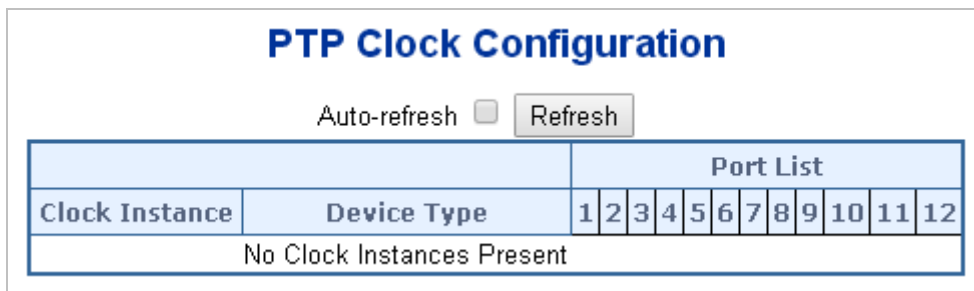 PTP Clock Configuration
Auto-refresh Refresh
Port List
Clock Instance Device Type 1 2 3 4 5 6 7 8 9 10 11 12
No Clock Instances Present